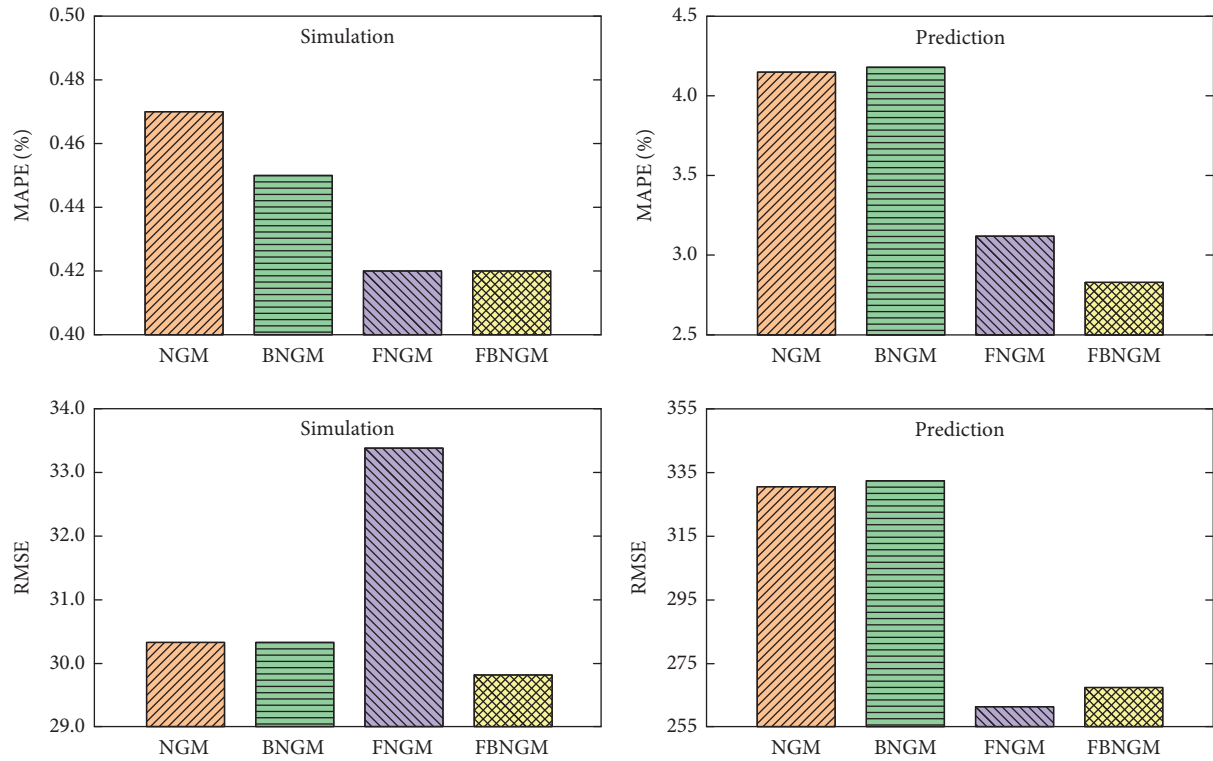 Simulation
MAPE (%)
0.50
0.48
0.46
0.44
0.42
0.40
NGM BNGM FNGM FBNGM
Prediction
MAPE (%)
4.5
4.0
3.5
3.0
2.5
NGM BNGM FNGM FBNGM
Simulation
RMSE
34.0
33.0
32.0
31.0
30.0
29.0
NGM BNGM FNGM FBNGM
Prediction
RMSE
355
335
315
295
275
255
NGM BNGM FNGM FBNGM